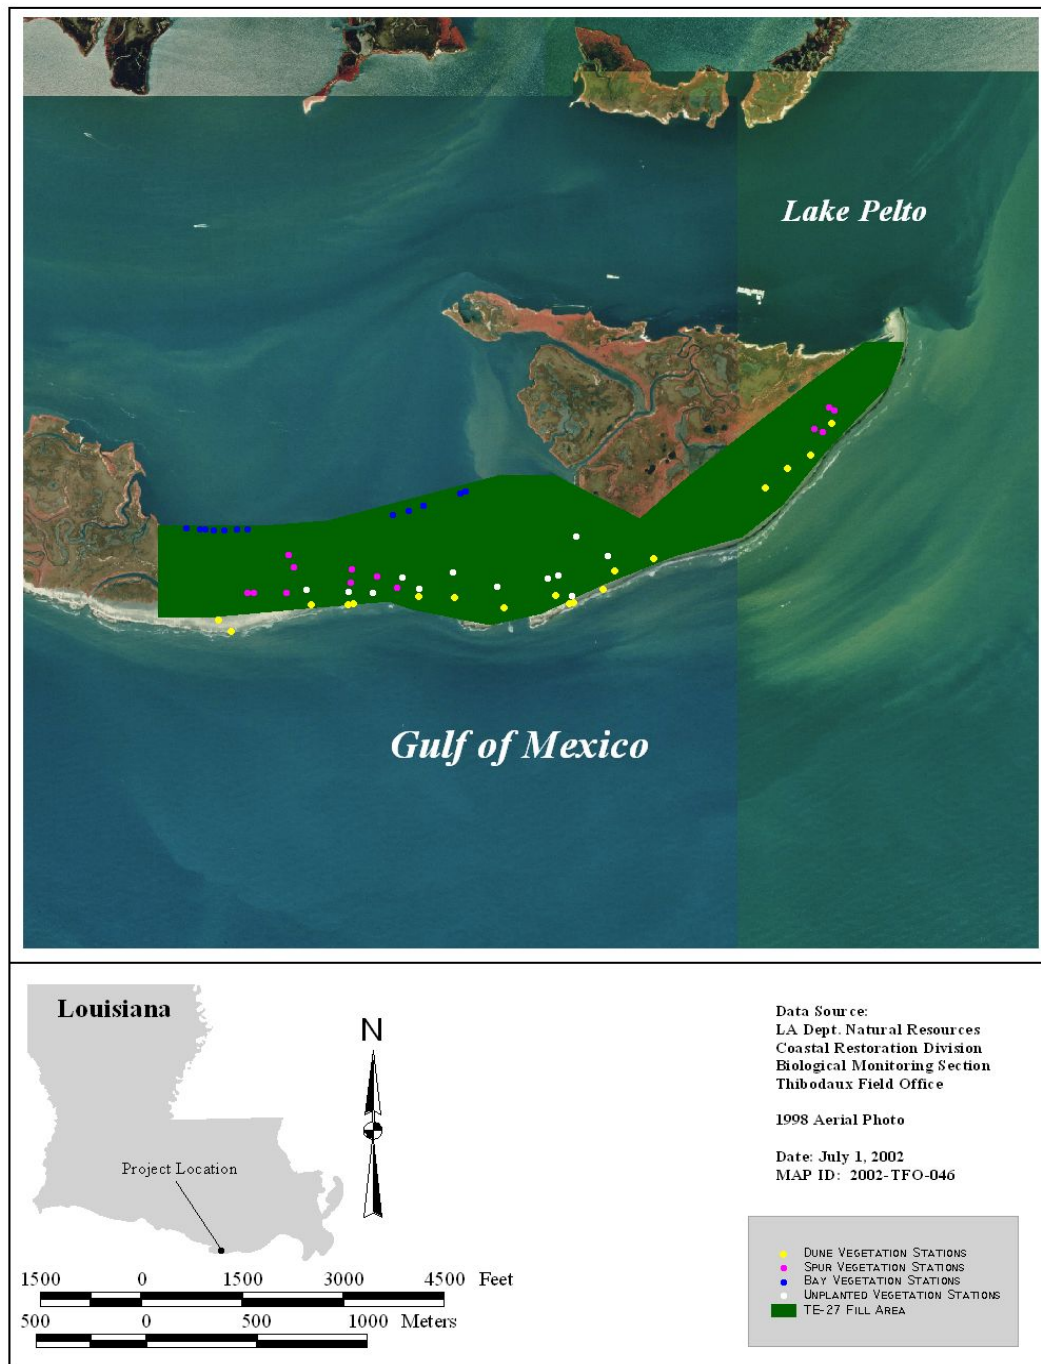 Lake Pelto
Gulf of Mexico
Louisiana
Project Location
N
1500 0 1500 3000 4500 Feet
500 0 500 1000 Meters
Data Source:
LA Dept. Natural Resources
Coastal Restoration Division
Biological Monitoring Section
Thibodaux Field Office
1998 Aerial Photo
Date: July 1, 2002
MAP ID: 2002-TFO-046
Dune Vegetation Stations
Spur Vegetation Stations
Bay Vegetation Stations
Unplanted Vegetation Stations
TE-27 Fill Area